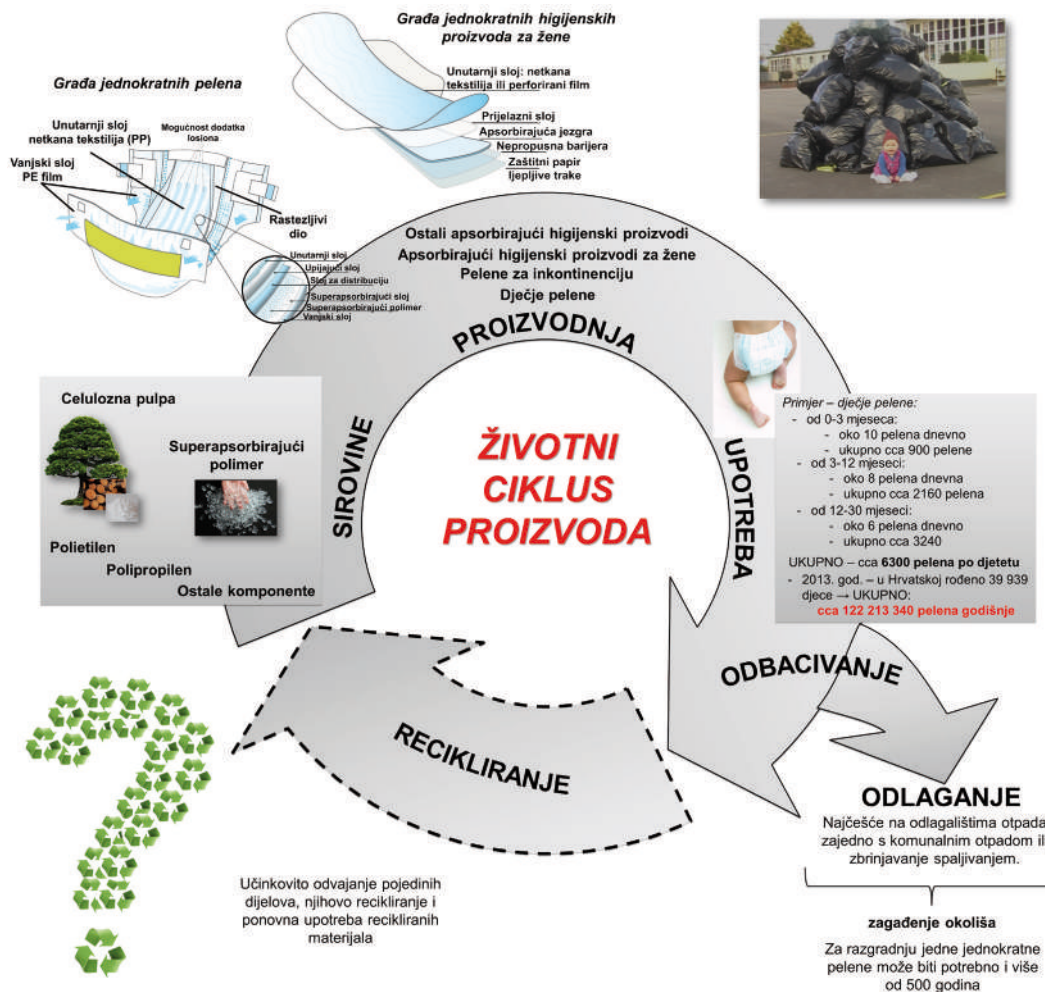 Građa jednokratnih higijenskih
proizvoda za žene
Unutarnji sloj: netkana
tekstilija ili perforirani film
Prijelazni sloj
Apsorbirajuća jezgra
Nepropusna barijera
Zaštitni papir
ljepljive trake
Građa jednokratnih pelena
Unutarnji sloj
netkana tekstilija (PP)
Mogućnost dodatka
losiona
Vanjski sloj
PE film
Rastezljivi
dio
Unutarnji sloj
Upijajući sloj
Sloj za distribuciju
Superapsorbirajući sloj
Superapsorbirajući polimer
Vanjski sloj
Ostali apsorbirajući higijenski proizvodi
Apsorbirajući higijenski proizvodi za žene
Pelene za inkontinenciju
Dječje pelene
PROIZVODNJA
Celulozna pulpa
Superapsorbirajući
polimer
Polietilen
Polipropilen
Ostale komponente
SIROVINE
ŽIVOTNI
CIKLUS
PROIZVODA
UPOTREBA
Primjer – dječje pelene:
- od 0-3 mjeseca:
- oko 10 pelena dnevno
- ukupno cca 900 pelene
- od 3-12 mjeseci:
- oko 8 pelena dnevna
- ukupno cca 2160 pelena
- od 12-30 mjeseci:
- oko 6 pelena dnevno
- ukupno cca 3240
UKUPNO – cca 6300 pelena po djetetu
- 2013. god. – u Hrvatskoj rođeno 39 939
djece → UKUPNO:
cca 122 213 340 pelena godišnje
ODBACIVANJE
RECIKLIRANJE
ODLAGANJE
Najčešće na odlagalištima otpada
zajedno s komunalnim otpadom il
zbrinjavanje spaljivanjem.
zagađenje okoliša
Za razgradnju jedne jednokratne
pelene može biti potrebno i više
od 500 godina
Učinkovito odvajanje pojedinih
dijelova, njihovo recikliranje i
ponovna upotreba recikliranih
materijala
?